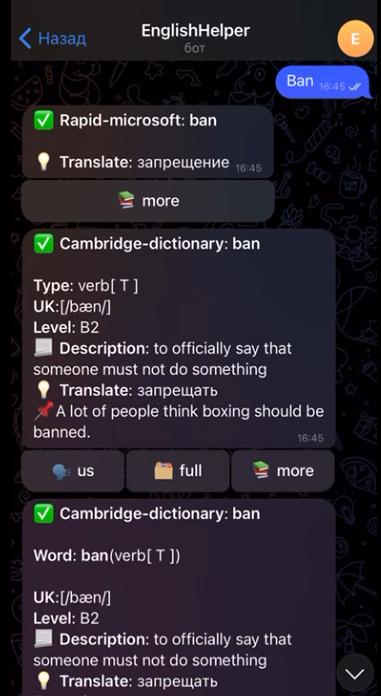 Назад
EnglishHelper
бот
E
Ban 16:45
Rapid-microsoft: ban
Translate: запрещение 16:45
more
Cambridge-dictionary: ban
Type: verb[ T ]
UK:[/bæn/]
Level: B2
Description: to officially say that
someone must not do something
Translate: запрещать
A lot of people think boxing should be
banned. 16:45
us full more
Cambridge-dictionary: ban
Word: ban(verb[ T ])
UK:[/bæn/]
Level: B2
Description: to officially say that
someone must not do something
Translate: запрещать